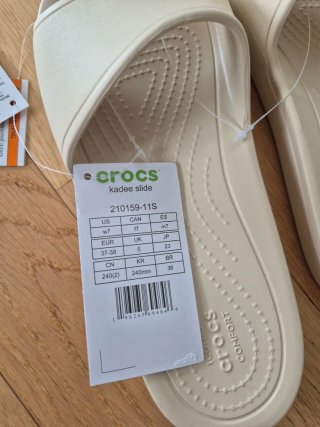 crocs
kadee slide
210159-11S
US CAN ES
w7 f7 m7
EUR UK JP
37-38 5 23
CN KR BR
240(2) 240mm 36
crocs
COMFORT